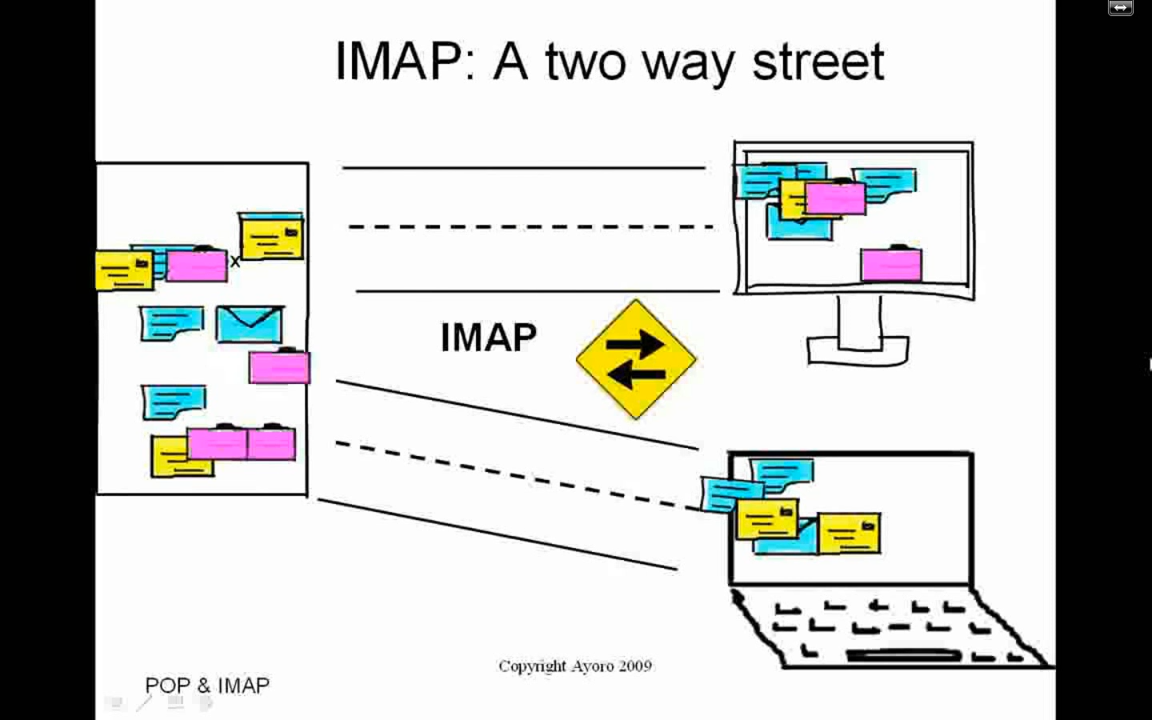 IMAP: A two way street
x
IMAP
Copyright Ayoro 2009
POP & IMAP